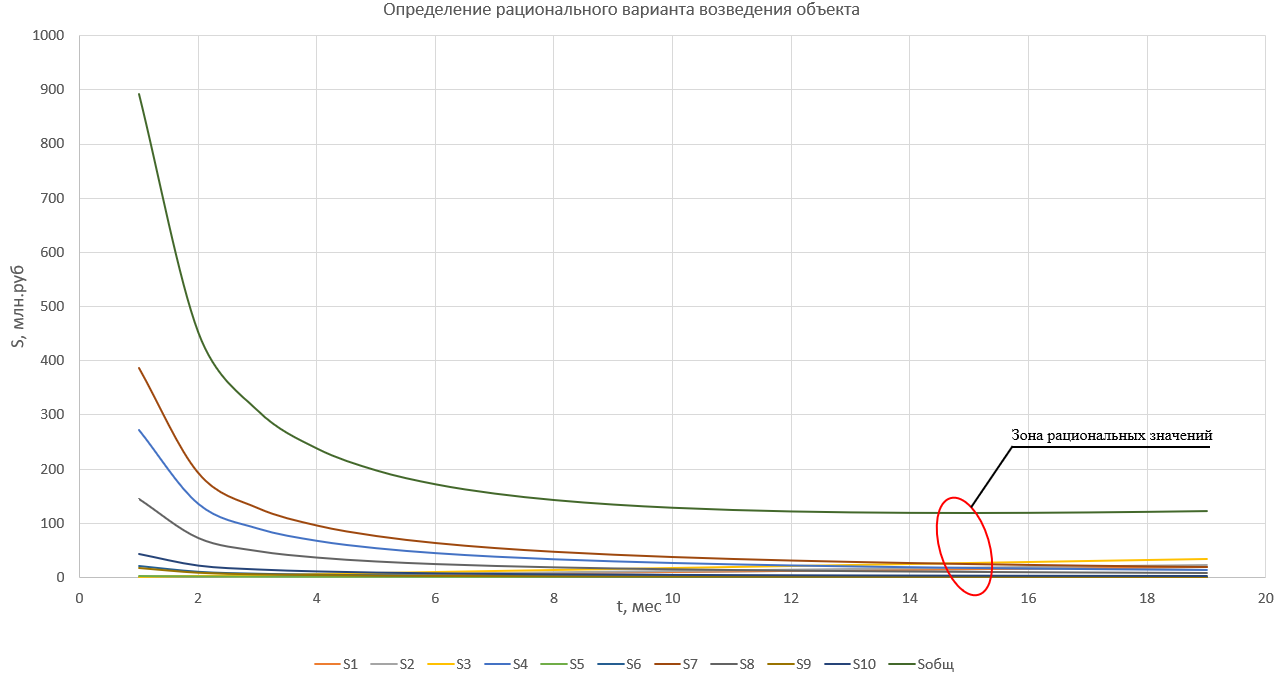 Определение рационального варианта возведения объекта
1000
900
800
700
600
500
400
300
200
100
0
S, млн.руб
Зона рациональных значений
0 2 4 6 8 10 12 14 16 18 20
t, мес
S1 S2 S3 S4 S5 S6 S7 S8 S9 S10 Sобщ